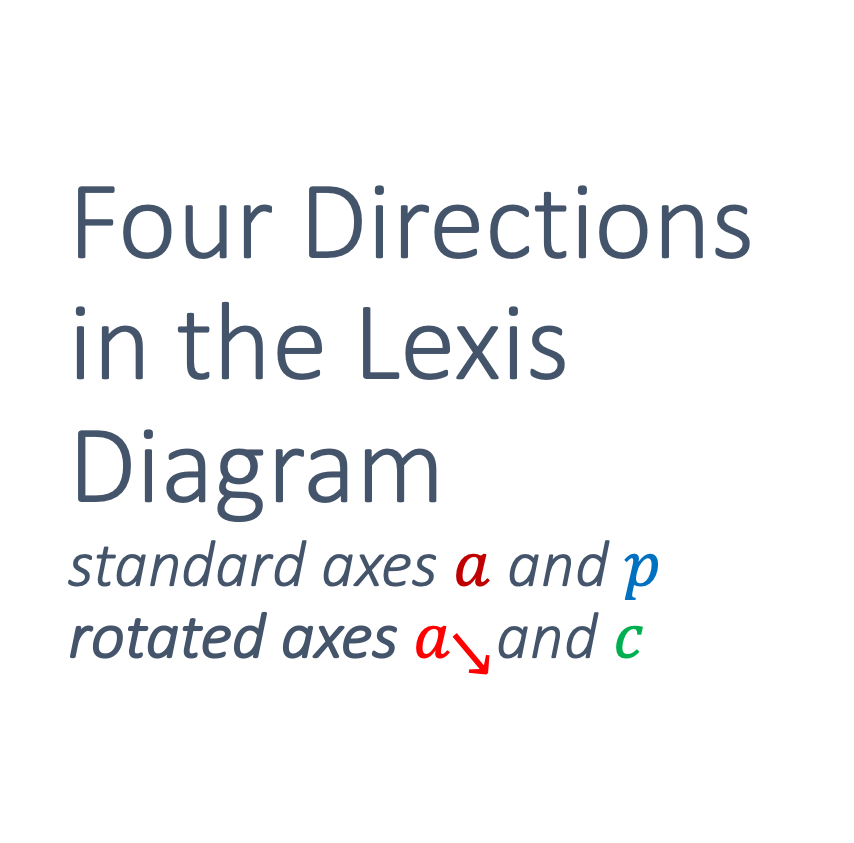 Four Directions
in the Lexis
Diagram
standard axes a and p
rotated axes a↘and c